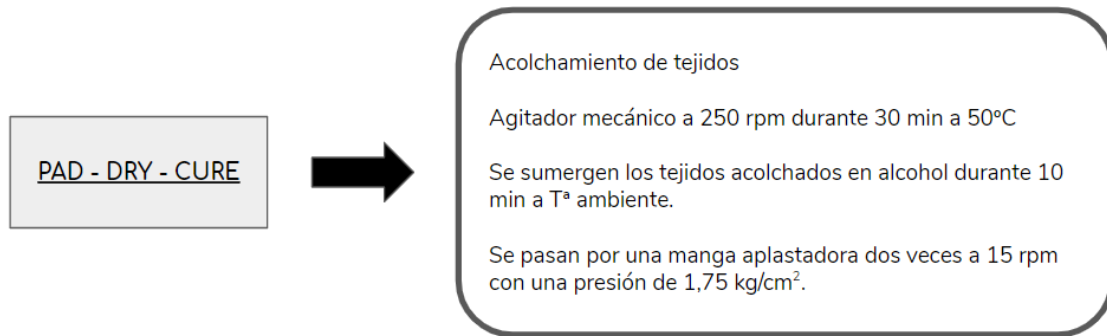 PAD - DRY - CURE
Acolchamiento de tejidos
Agitador mecánico a 250 rpm durante 30 min a 50ºC
Se sumergen los tejidos acolchados en alcohol durante 10
min a Tª ambiente.
Se pasan por una manga aplastadora dos veces a 15 rpm
con una presión de 1,75 kg/cm².